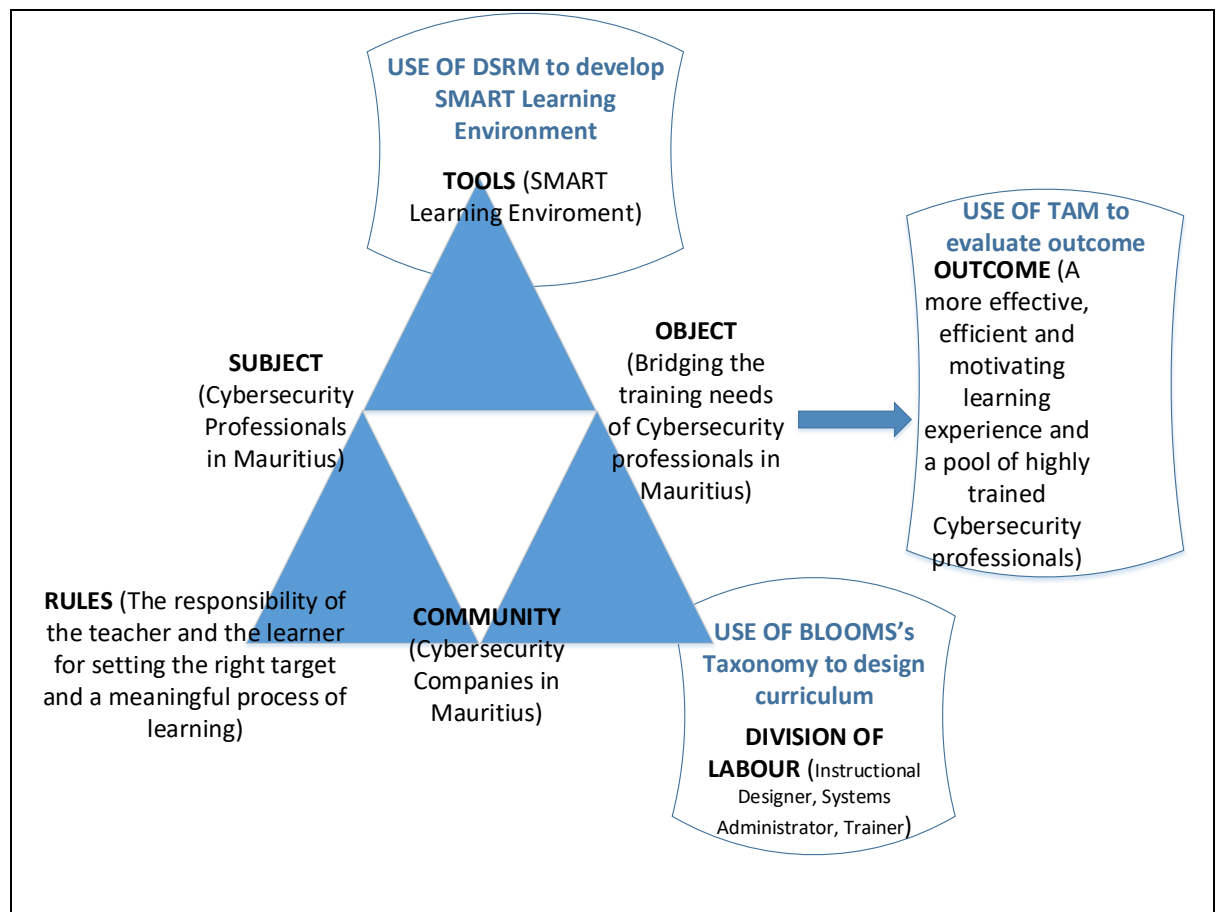 USE OF DSRM to develop
SMART Learning
Environment
TOOLS (SMART
Learning Enviroment)
USE OF TAM to
evaluate outcome
OUTCOME (A
more effective,
efficient and
motivating
learning
experience and
a pool of highly
trained
Cybersecurity
professionals)
SUBJECT
(Cybersecurity
Professionals
in Mauritius)
OBJECT
(Bridging the
training needs
of Cybersecurity
professionals in
Mauritius)
RULES (The responsibility of
the teacher and the learner
for setting the right target
and a meaningful process of
learning)
COMMUNITY
(Cybersecurity
Companies in
Mauritius)
USE OF BLOOMS's
Taxonomy to design
curriculum
DIVISION OF
LABOUR (Instructional
Designer, Systems
Administrator, Trainer)